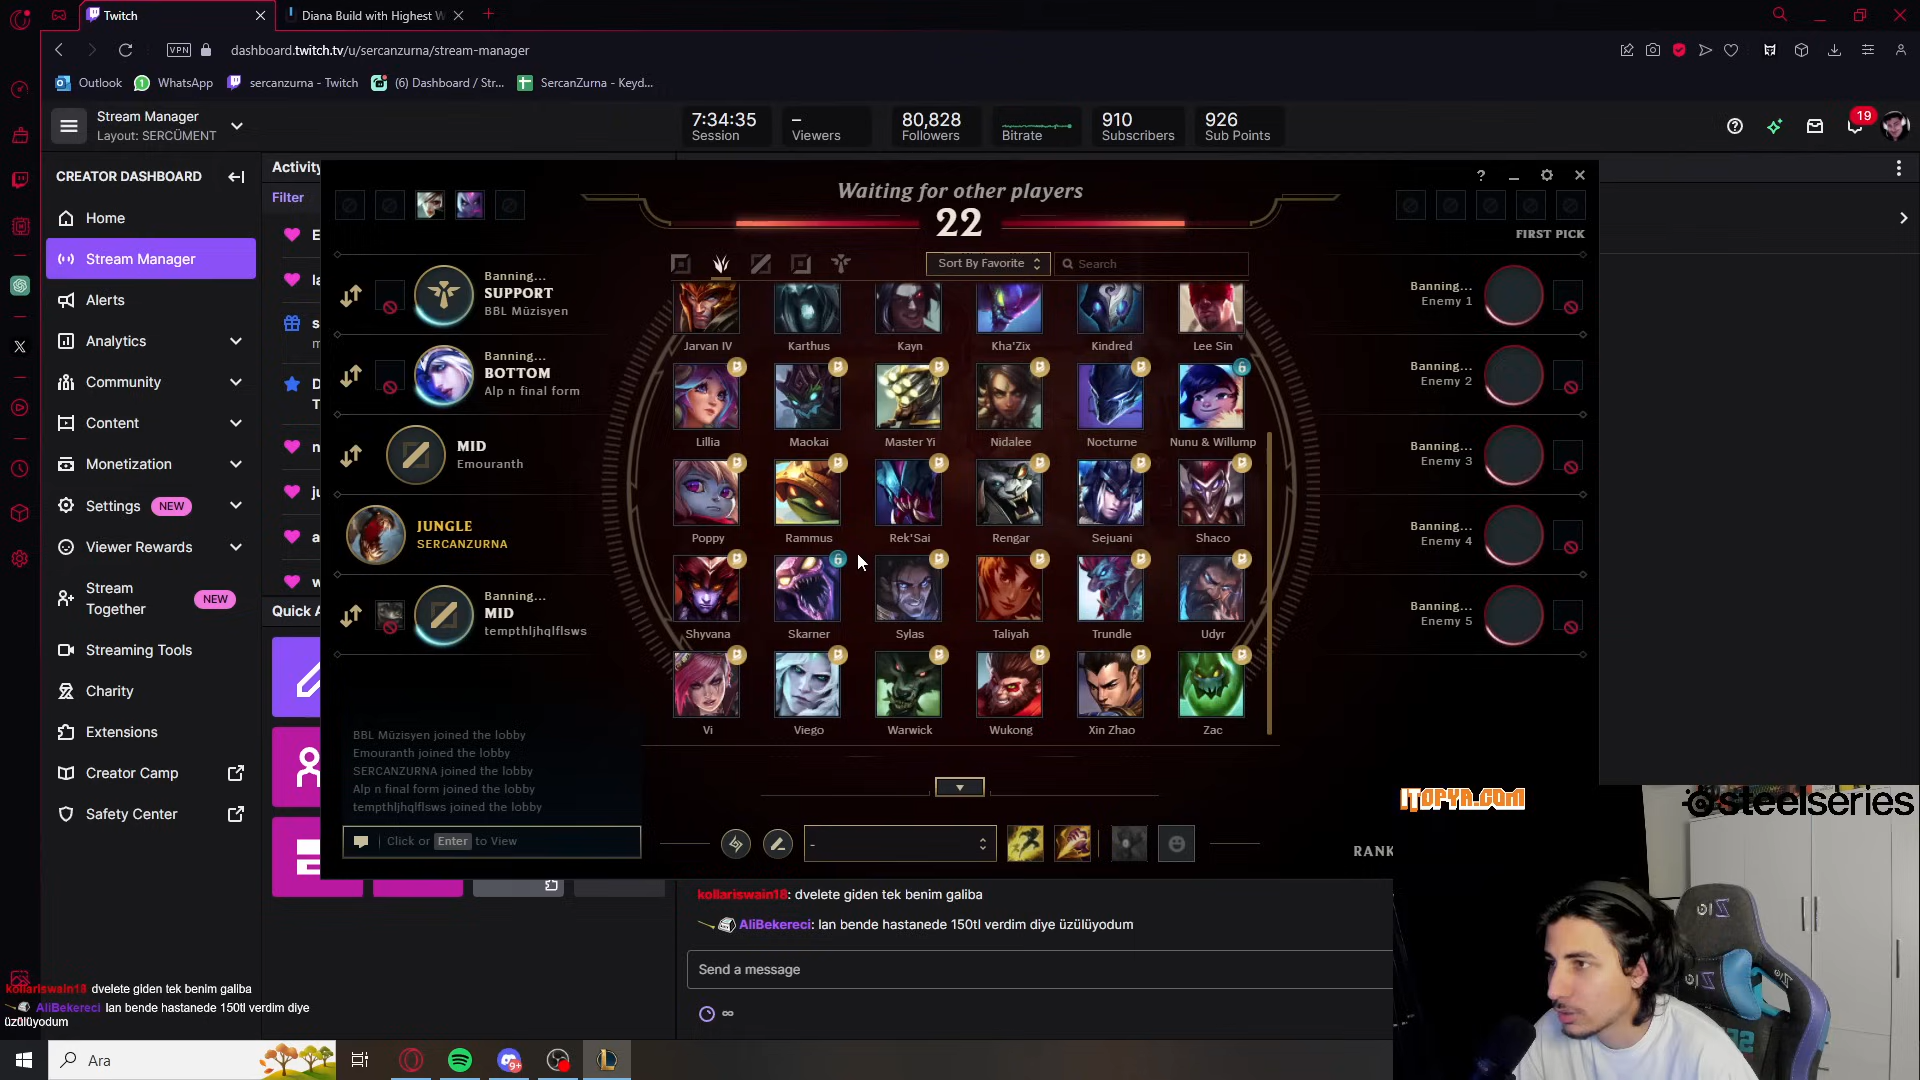 Twitch
Diana Build with Highest W
VPN
dashboard.twitch.tv/u/sercanzurna/stream-manager
Outlook
WhatsApp
sercanzurna - Twitch
(6) Dashboard / Str...
SercanZurna - Keyd...
Stream Manager
Layout: SERCÜMENT
7:34:35
Session
–
Viewers
80,828
Followers
Bitrate
910
Subscribers
926
Sub Points
19
CREATOR DASHBOARD
Home
Stream Manager
Alerts
Analytics
Community
Content
Monetization
Settings NEW
Viewer Rewards
Stream Together NEW
Streaming Tools
Charity
Extensions
Creator Camp
Safety Center
Activity
Filter
Quick A
Waiting for other players
22
FIRST PICK
Sort By Favorite
Search
Banning...
SUPPORT
BBL Müzisyen
Banning...
BOTTOM
Alp n final form
MID
Emouranth
JUNGLE
SERCANZURNA
Banning...
MID
tempthljhqlflsws
Jarvan IV
Karthus
Kayn
Kha'Zix
Kindred
Lee Sin
Lillia
Maokai
Master Yi
Nidalee
Nocturne
Nunu & Willump
Poppy
Rammus
Rek'Sai
Rengar
Sejuani
Shaco
Shyvana
Skarner
Sylas
Taliyah
Trundle
Udyr
Vi
Viego
Warwick
Wukong
Xin Zhao
Zac
Banning...
Enemy 1
Banning...
Enemy 2
Banning...
Enemy 3
Banning...
Enemy 4
Banning...
Enemy 5
BBL Müzisyen joined the lobby
Emouranth joined the lobby
SERCANZURNA joined the lobby
Alp n final form joined the lobby
tempthljhqlflsws joined the lobby
Click or Enter to View
-
RANK
ITOPYA.COM
steelseries
kollariswain18: dvelete giden tek benim galiba
AliBekereci: lan bende hastanede 150tl verdim diye üzülüyodum
Send a message
kollariswain18 dvelete giden tek benim galiba
AliBekereci lan bende hastanede 150tl verdim diye
üzülüyodum
Ara
9+